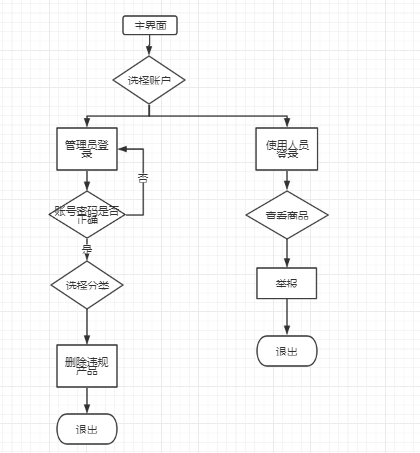 主界面
选择账户
管理员登
录
使用人员
登录
否
账号密码是否
正确
查看商品
是
选择分类
举报
删除违规
产品
退出
退出